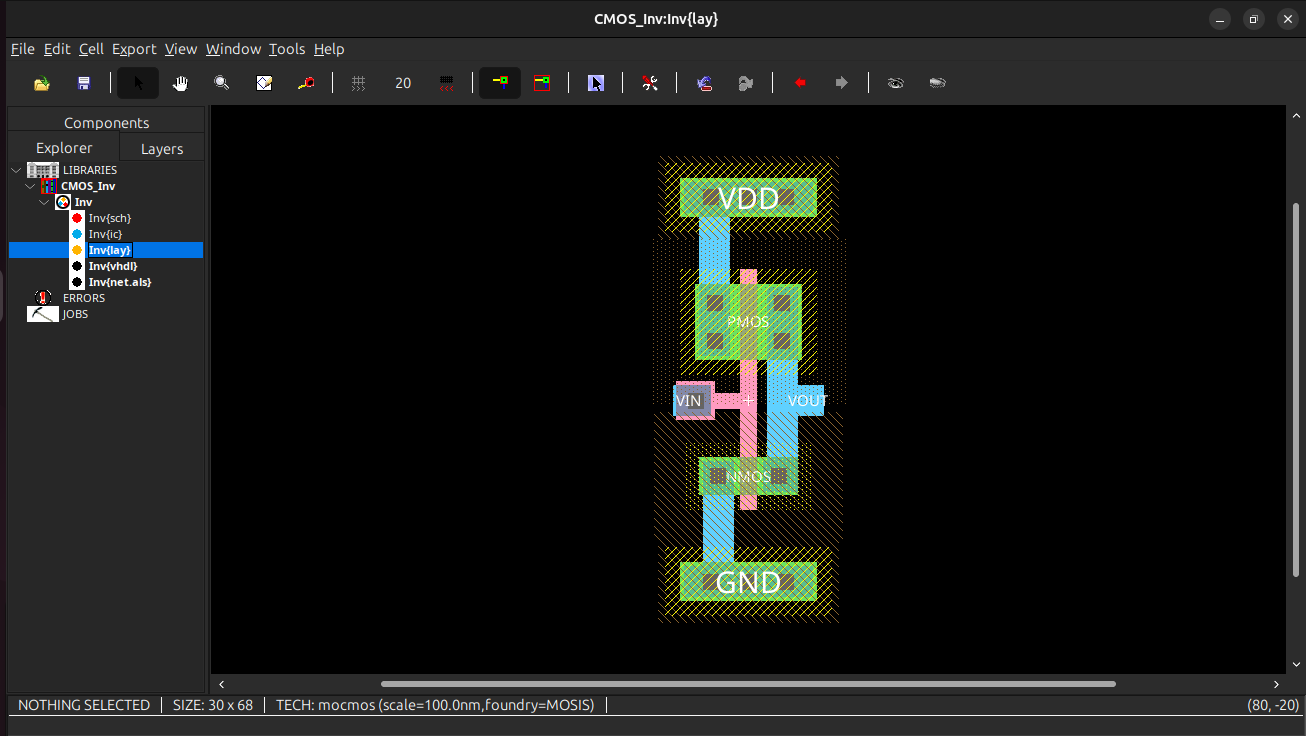 CMOS_Inv:Inv{lay}
File Edit Cell Export View Window Tools Help
20
Components
Explorer Layers
LIBRARIES
CMOS_Inv
Inv
Inv{sch}
Inv{ic}
Inv{lay}
Inv{vhdl}
Inv{net.als}
ERRORS
JOBS
VDD
PMOS
VIN VOUT
NMOS
GND
NOTHING SELECTED SIZE: 30 x 68 TECH: mocmos (scale=100.0nm,foundry=MOSIS) (80, -20)